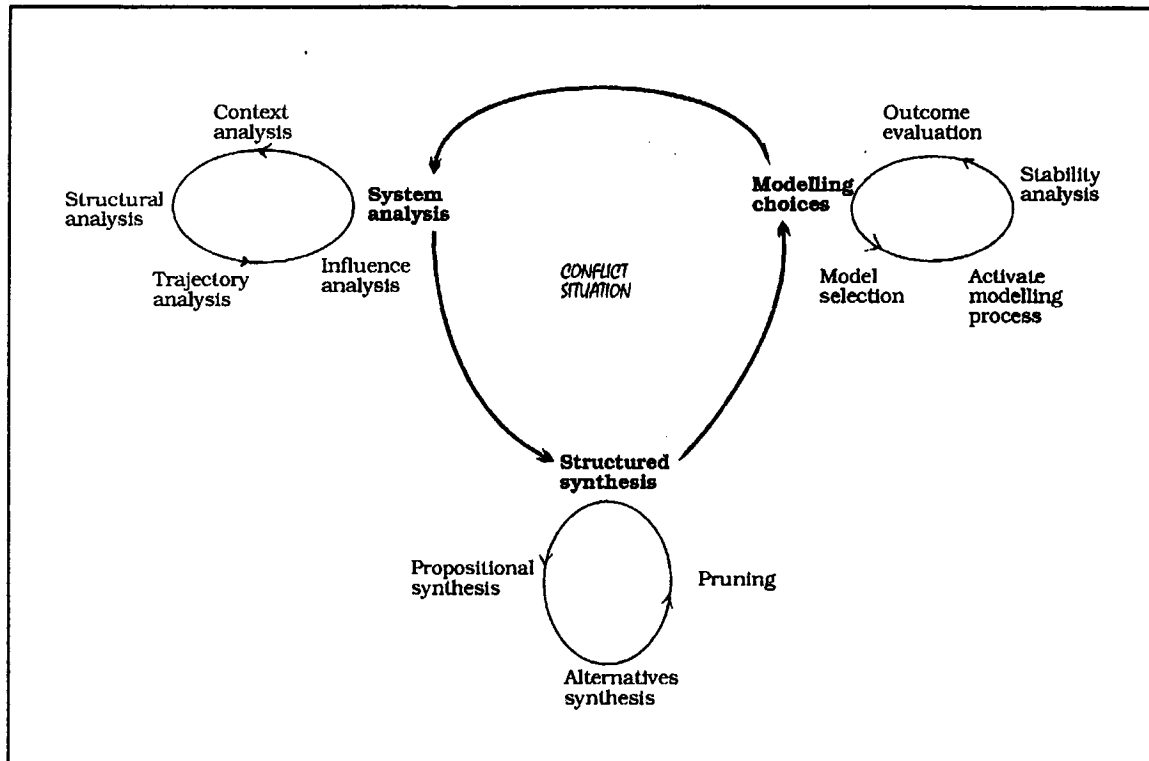 Context
analysis
Structural
analysis
Trajectory
analysis
Influence
analysis
System
analysis
CONFLICT
SITUATION
Modelling
choices
Outcome
evaluation
Stability
analysis
Model
selection
Activate
modelling
process
Structured
synthesis
Propositional
synthesis
Pruning
Alternatives
synthesis